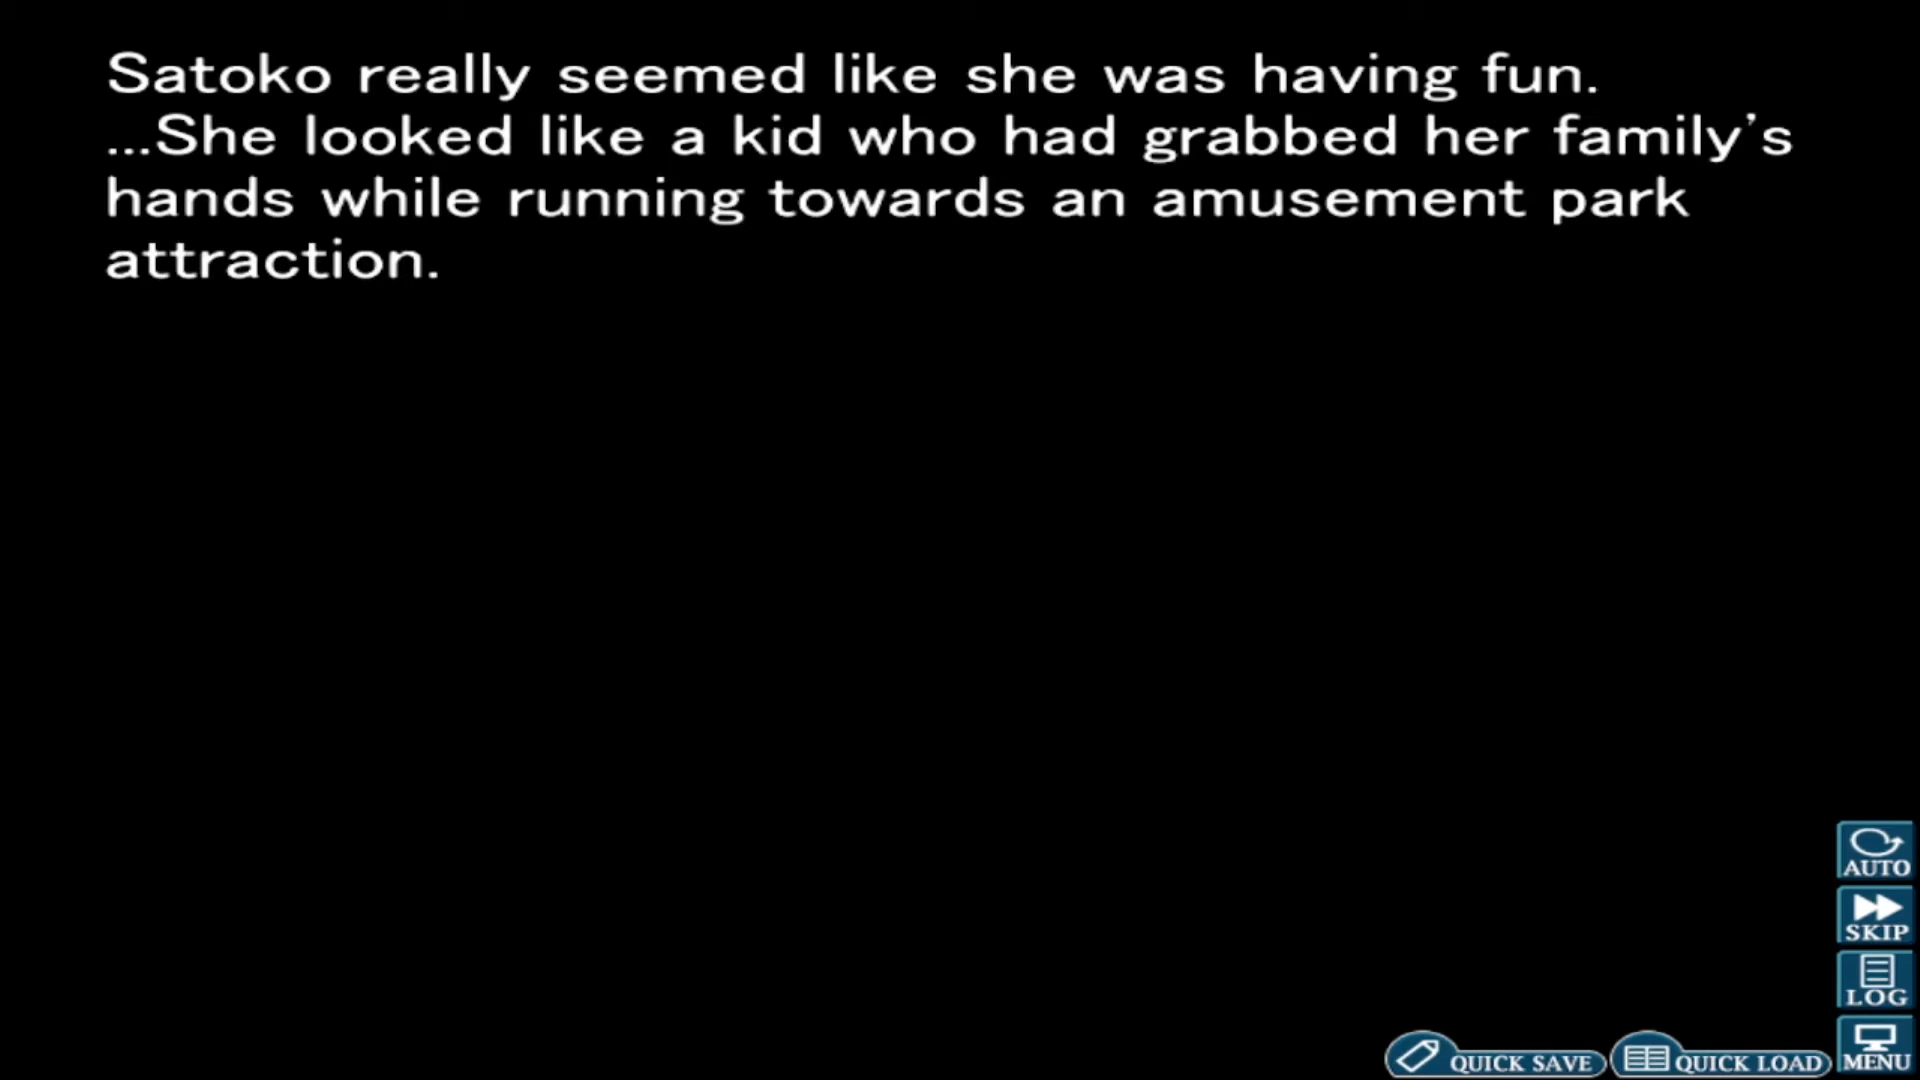 Satoko really seemed like she was having fun.
...She looked like a kid who had grabbed her family's
hands while running towards an amusement park
attraction.
AUTO
SKIP
LOG
MENU
QUICK SAVE
QUICK LOAD